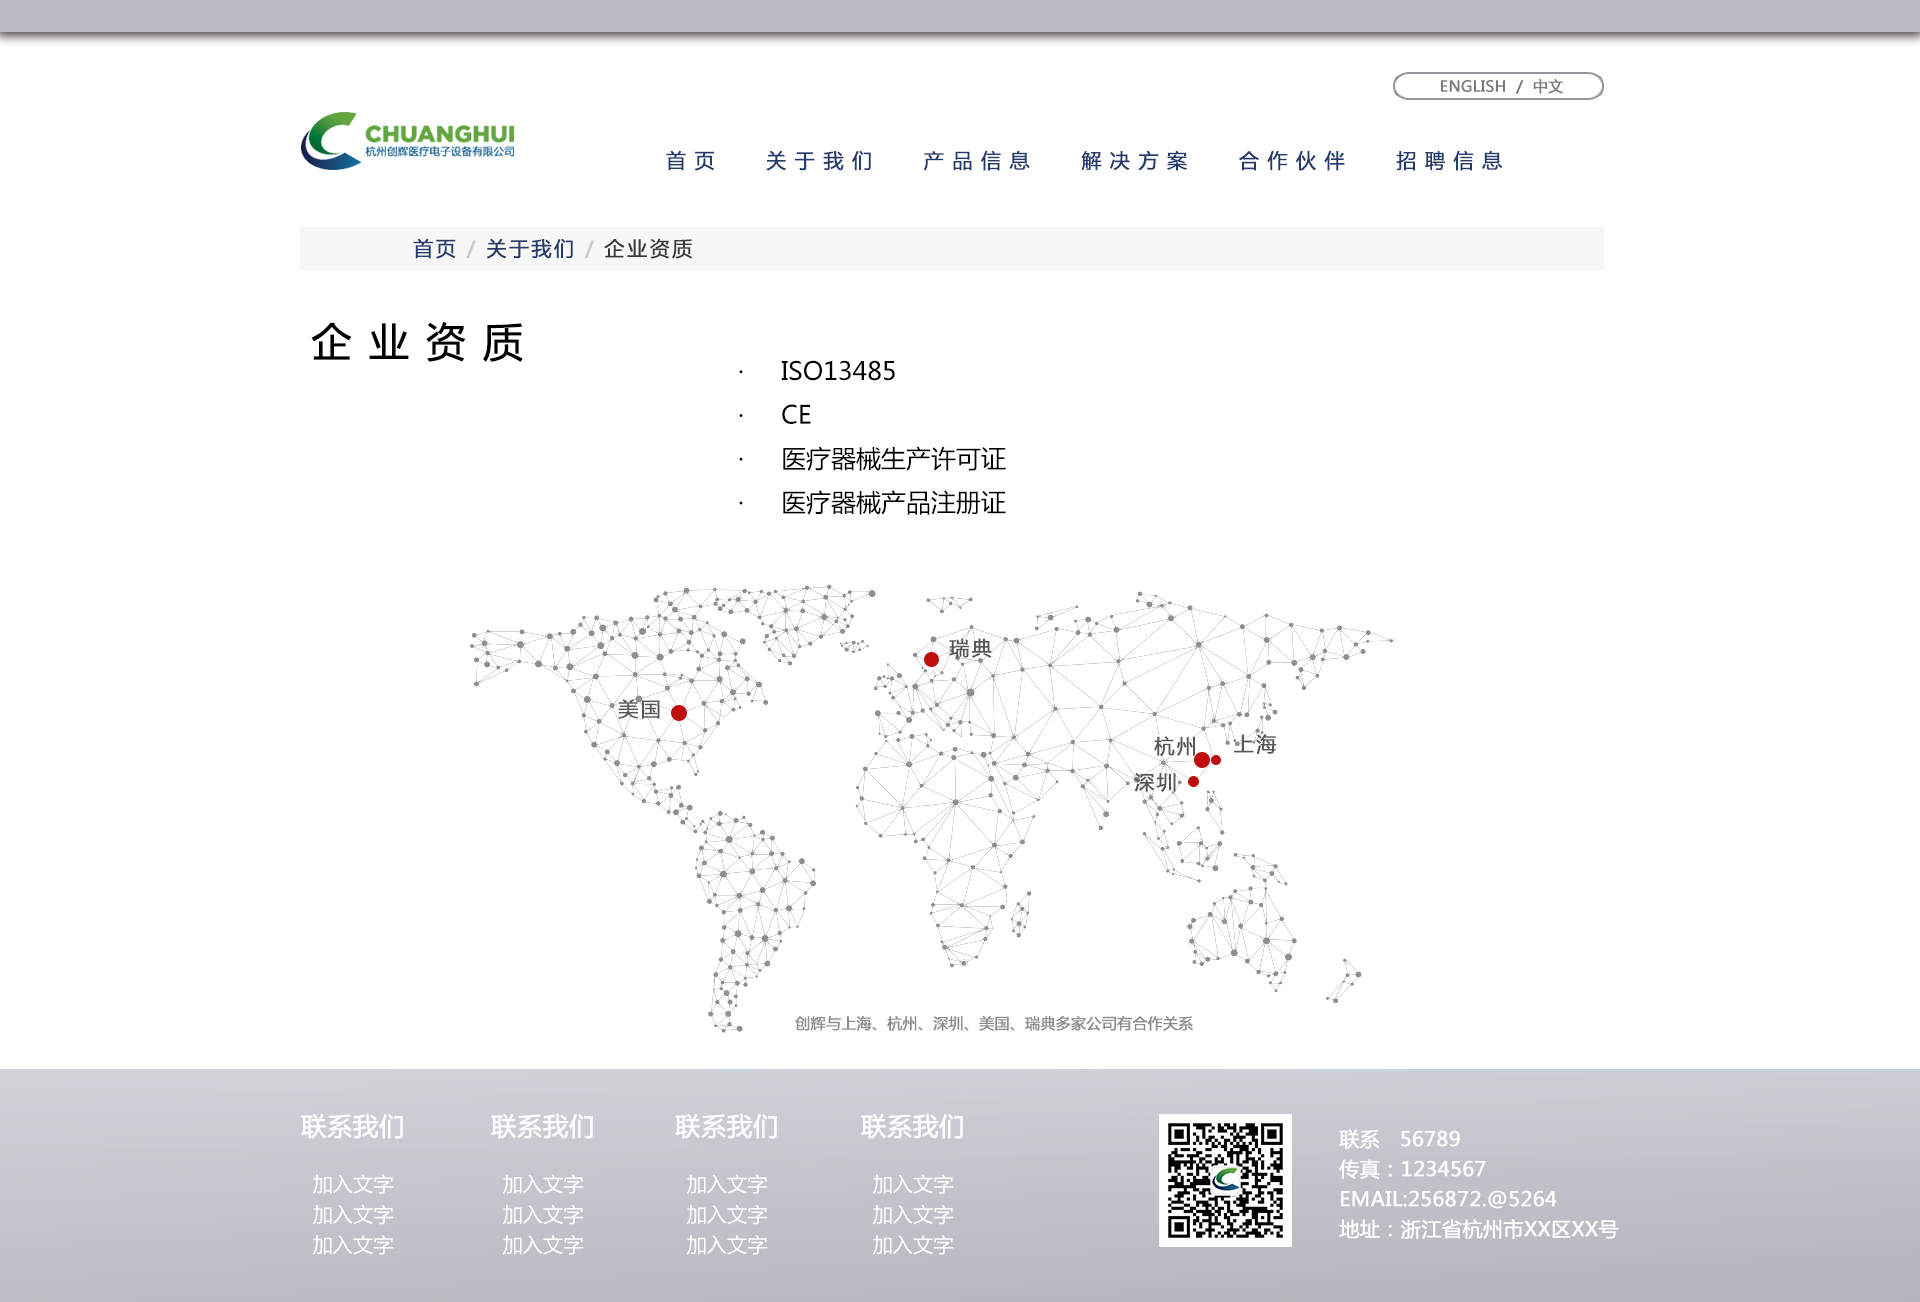 ENGLISH / 中文
CHUANGHUI
杭州创辉医疗电子设备有限公司
首页 关于我们 产品信息 解决方案 合作伙伴 招聘信息
首页 / 关于我们 / 企业资质
企业资质
· ISO13485
· CE
· 医疗器械生产许可证
· 医疗器械产品注册证
瑞典
美国
杭州
上海
深圳
创辉与上海、杭州、深圳、美国、瑞典多家公司有合作关系
联系我们 联系我们 联系我们 联系我们
加入文字 加入文字 加入文字 加入文字
加入文字 加入文字 加入文字 加入文字
加入文字 加入文字 加入文字 加入文字
联系 56789
传真：1234567
EMAIL:256872.@5264
地址：浙江省杭州市XX区XX号